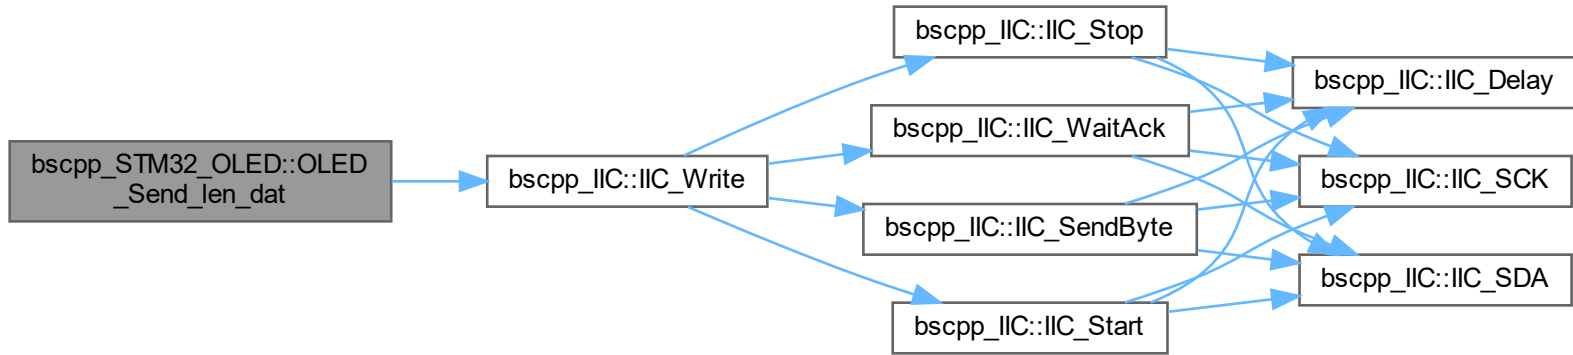 bscpp_STM32_OLED::OLED
_Send_len_dat
bscpp_IIC::IIC_Write
bscpp_IIC::IIC_Stop
bscpp_IIC::IIC_WaitAck
bscpp_IIC::IIC_SendByte
bscpp_IIC::IIC_Start
bscpp_IIC::IIC_Delay
bscpp_IIC::IIC_SCK
bscpp_IIC::IIC_SDA